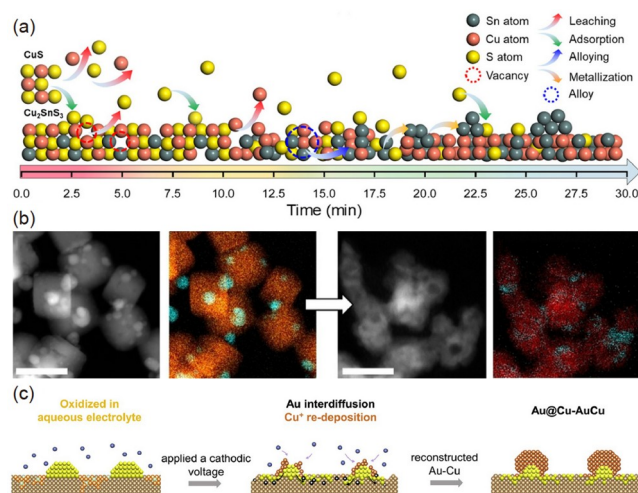 (a)
CuS
Cu₂SnS₃
Sn atom
Cu atom
S atom
Vacancy
Leaching
Adsorption
Alloying
Metallization
Alloy
0.0 2.5 5.0 7.5 10.0 12.5 15.0 17.5 20.0 22.5 25.0 27.5 30.0
Time (min)
(b)
(c)
Oxidized in
aqueous electrolyte
applied a cathodic
voltage
Au interdiffusion
Cu⁺ re-deposition
reconstructed
Au-Cu
Au@Cu-AuCu